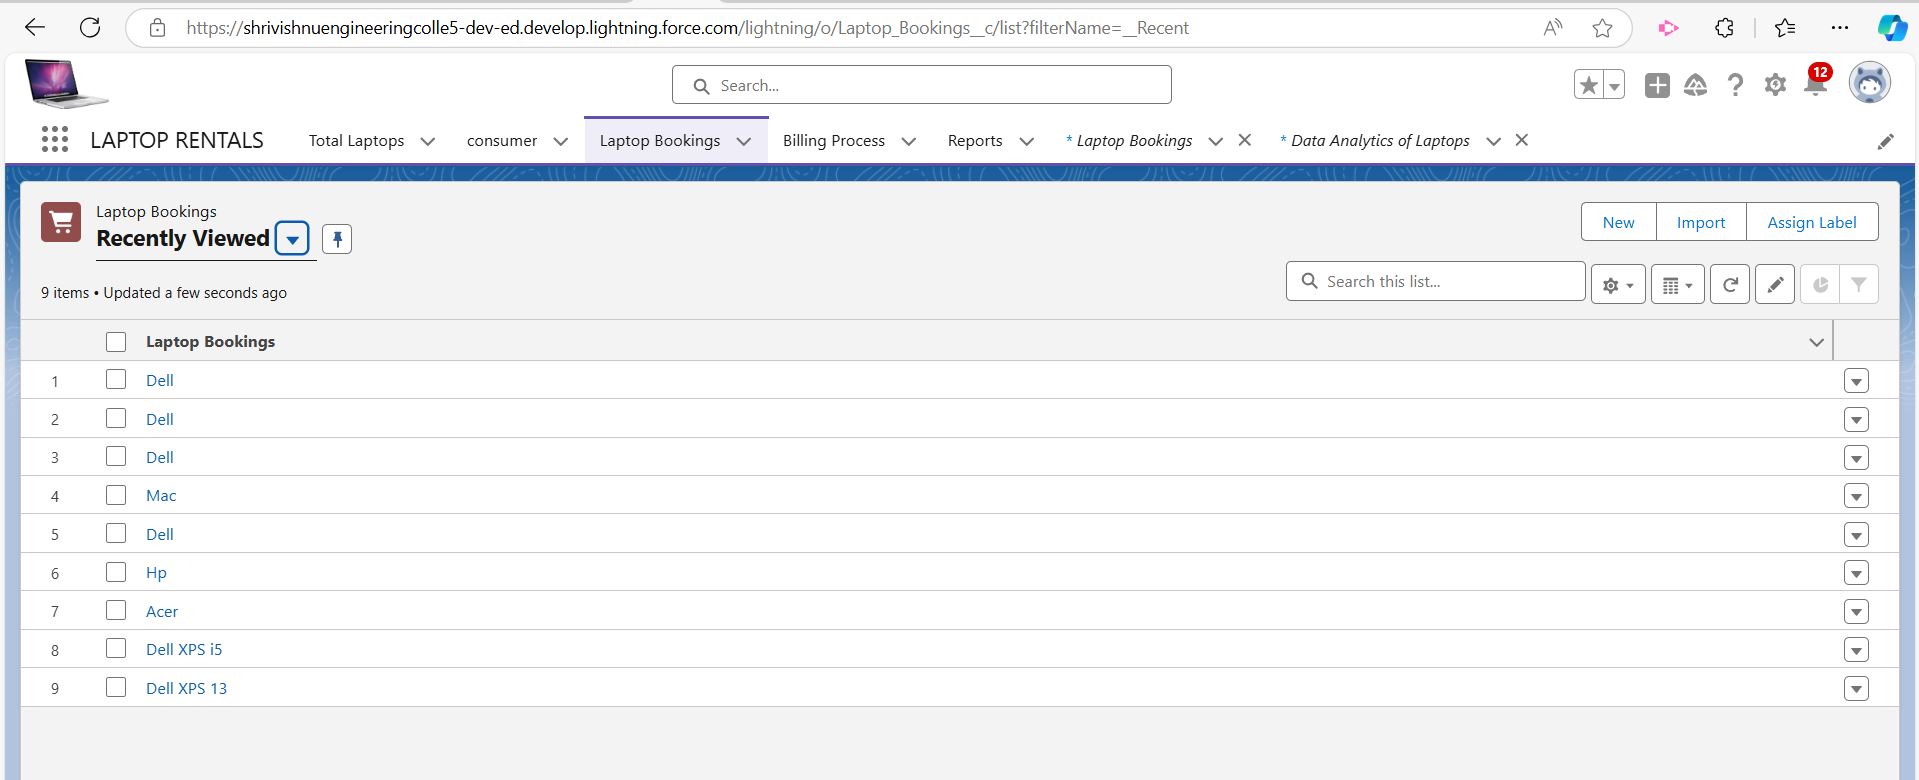 https://shrivishnuengineeringcolle5-dev-ed.develop.lightning.force.com/lightning/o/Laptop_Bookings__c/list?filterName=__Recent
Search...
12
LAPTOP RENTALS Total Laptops consumer Laptop Bookings Billing Process Reports * Laptop Bookings * Data Analytics of Laptops
Laptop Bookings
Recently Viewed
New Import Assign Label
9 items • Updated a few seconds ago
Search this list...
Laptop Bookings
1 Dell
2 Dell
3 Dell
4 Mac
5 Dell
6 Hp
7 Acer
8 Dell XPS i5
9 Dell XPS 13